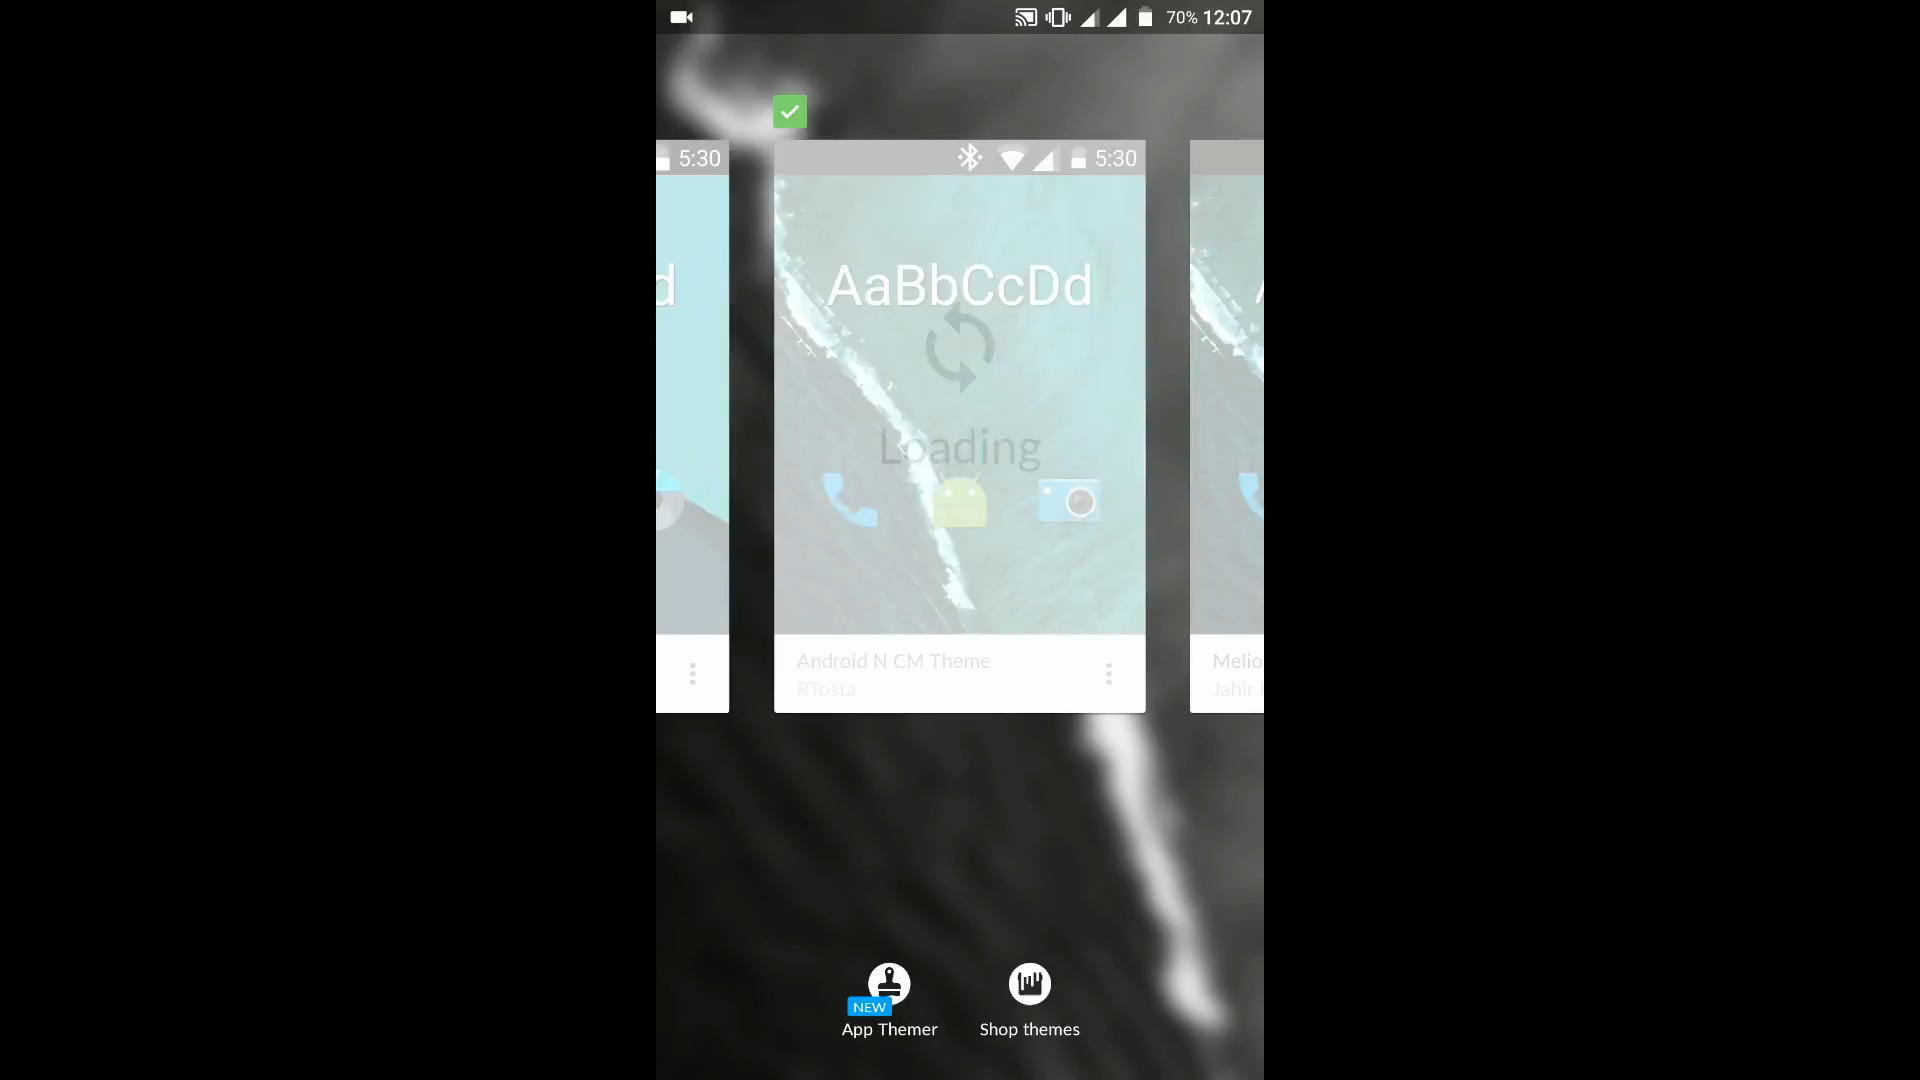 70% 12:07
5:30
5:30
d
AaBbCcDd
Loading
Android N CM Theme
RTosta
Melio
Jahir
NEW
App Themer
Shop themes